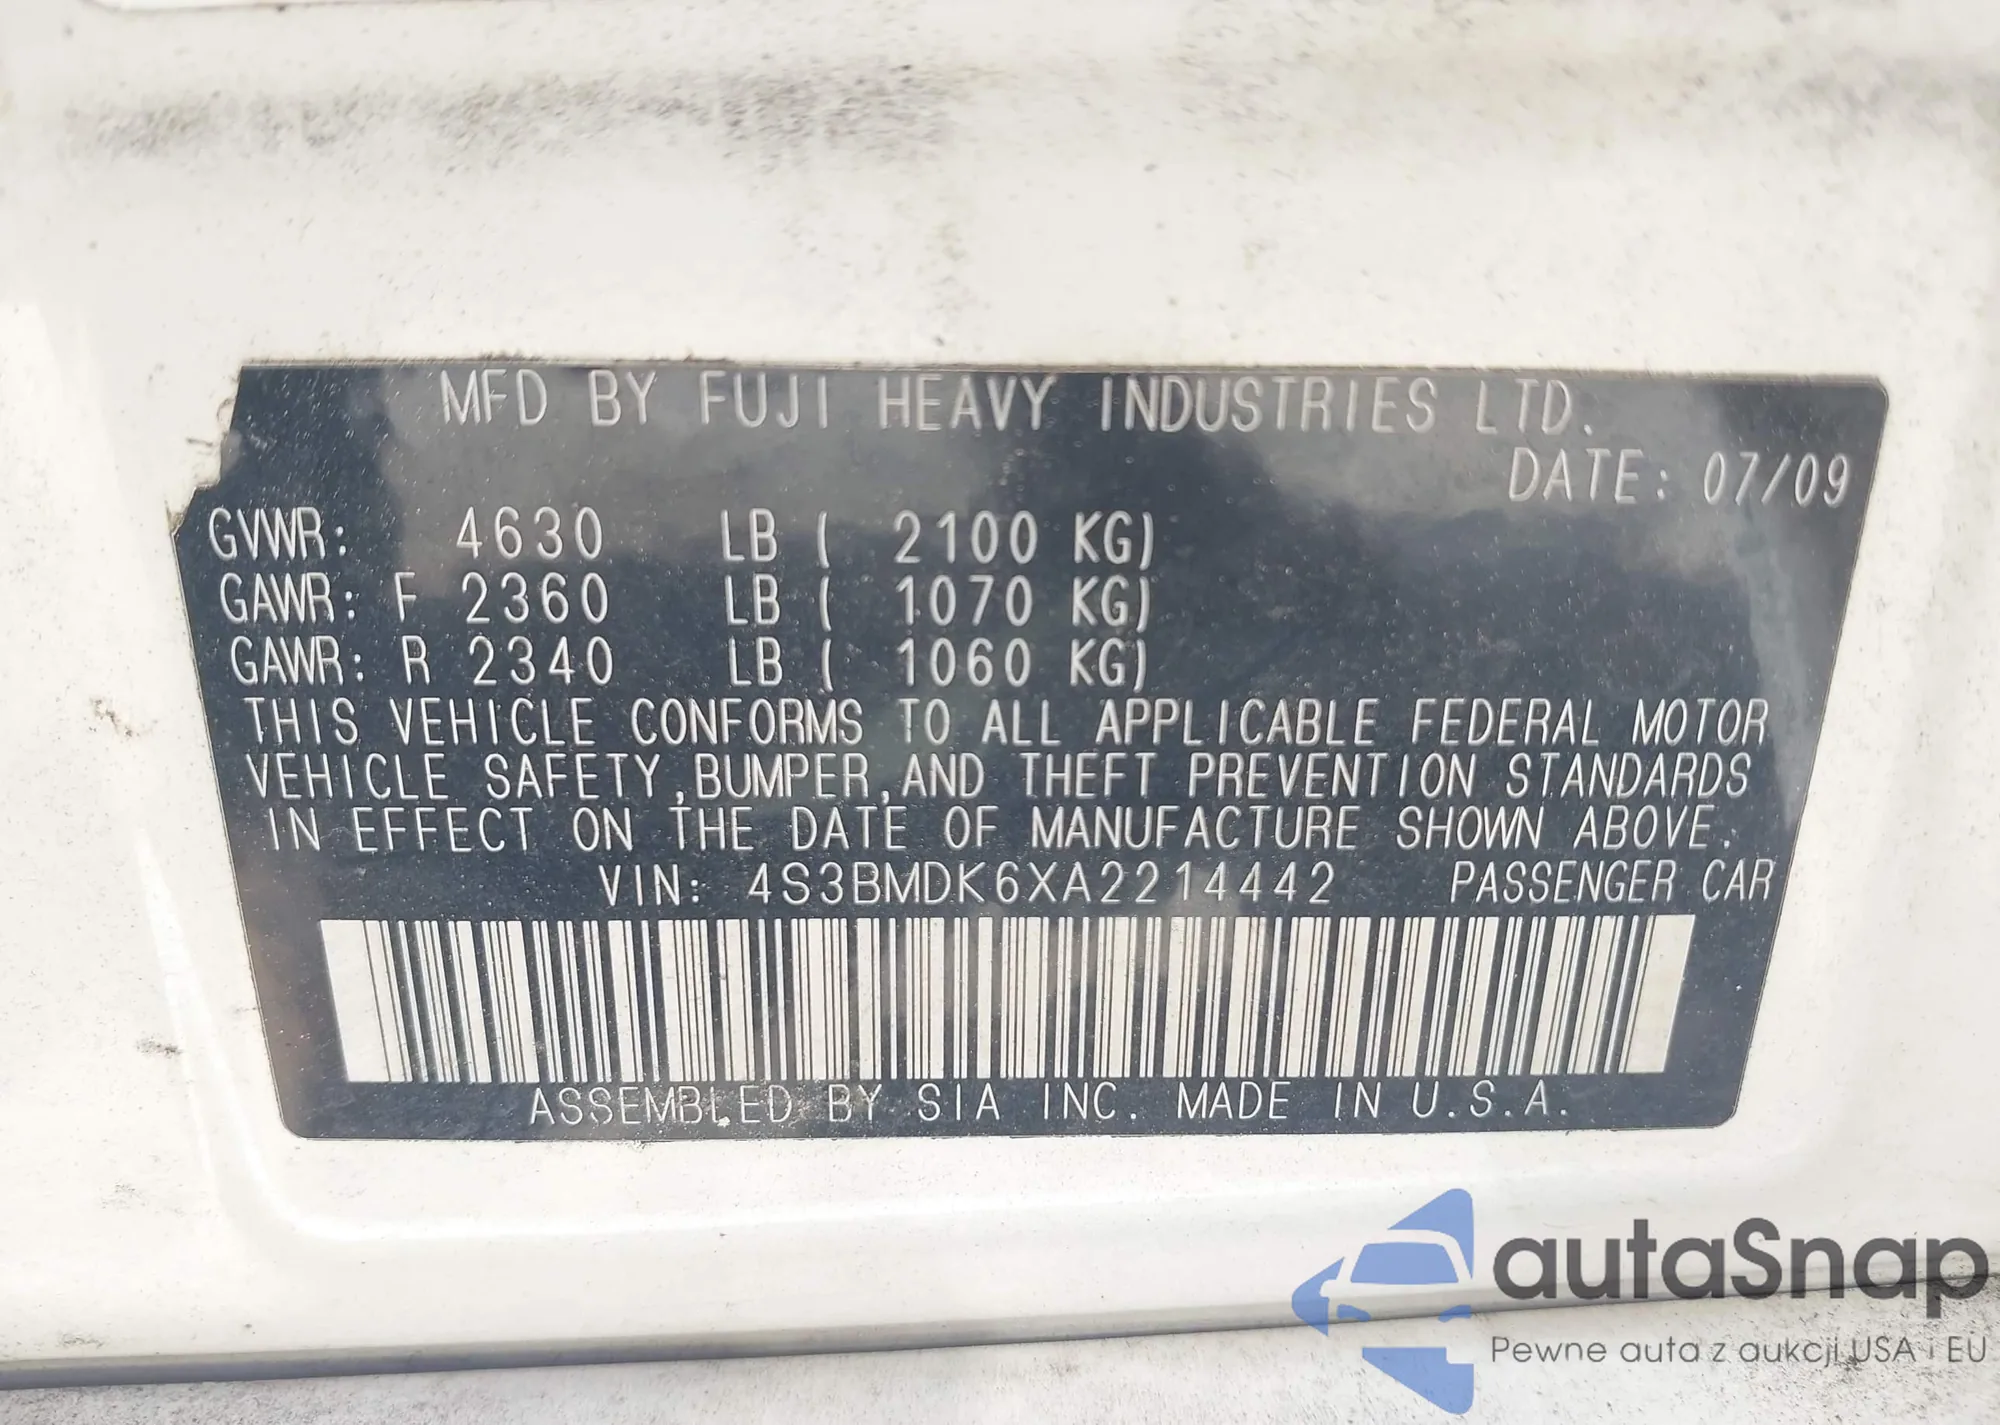 MFD BY FUJI HEAVY INDUSTRIES LTD.
DATE: 07/09
GVWR: 4630 LB ( 2100 KG)
GAWR: F 2360 LB ( 1070 KG)
GAWR: R 2340 LB ( 1060 KG)
THIS VEHICLE CONFORMS TO ALL APPLICABLE FEDERAL MOTOR
VEHICLE SAFETY,BUMPER,AND THEFT PREVENTION STANDARDS
IN EFFECT ON THE DATE OF MANUFACTURE SHOWN ABOVE.
VIN: 4S3BMDK6XA2214442 PASSENGER CAR
ASSEMBLED BY SIA INC. MADE IN U.S.A.
autaSnap
Pewne auta z aukcji USA i EU